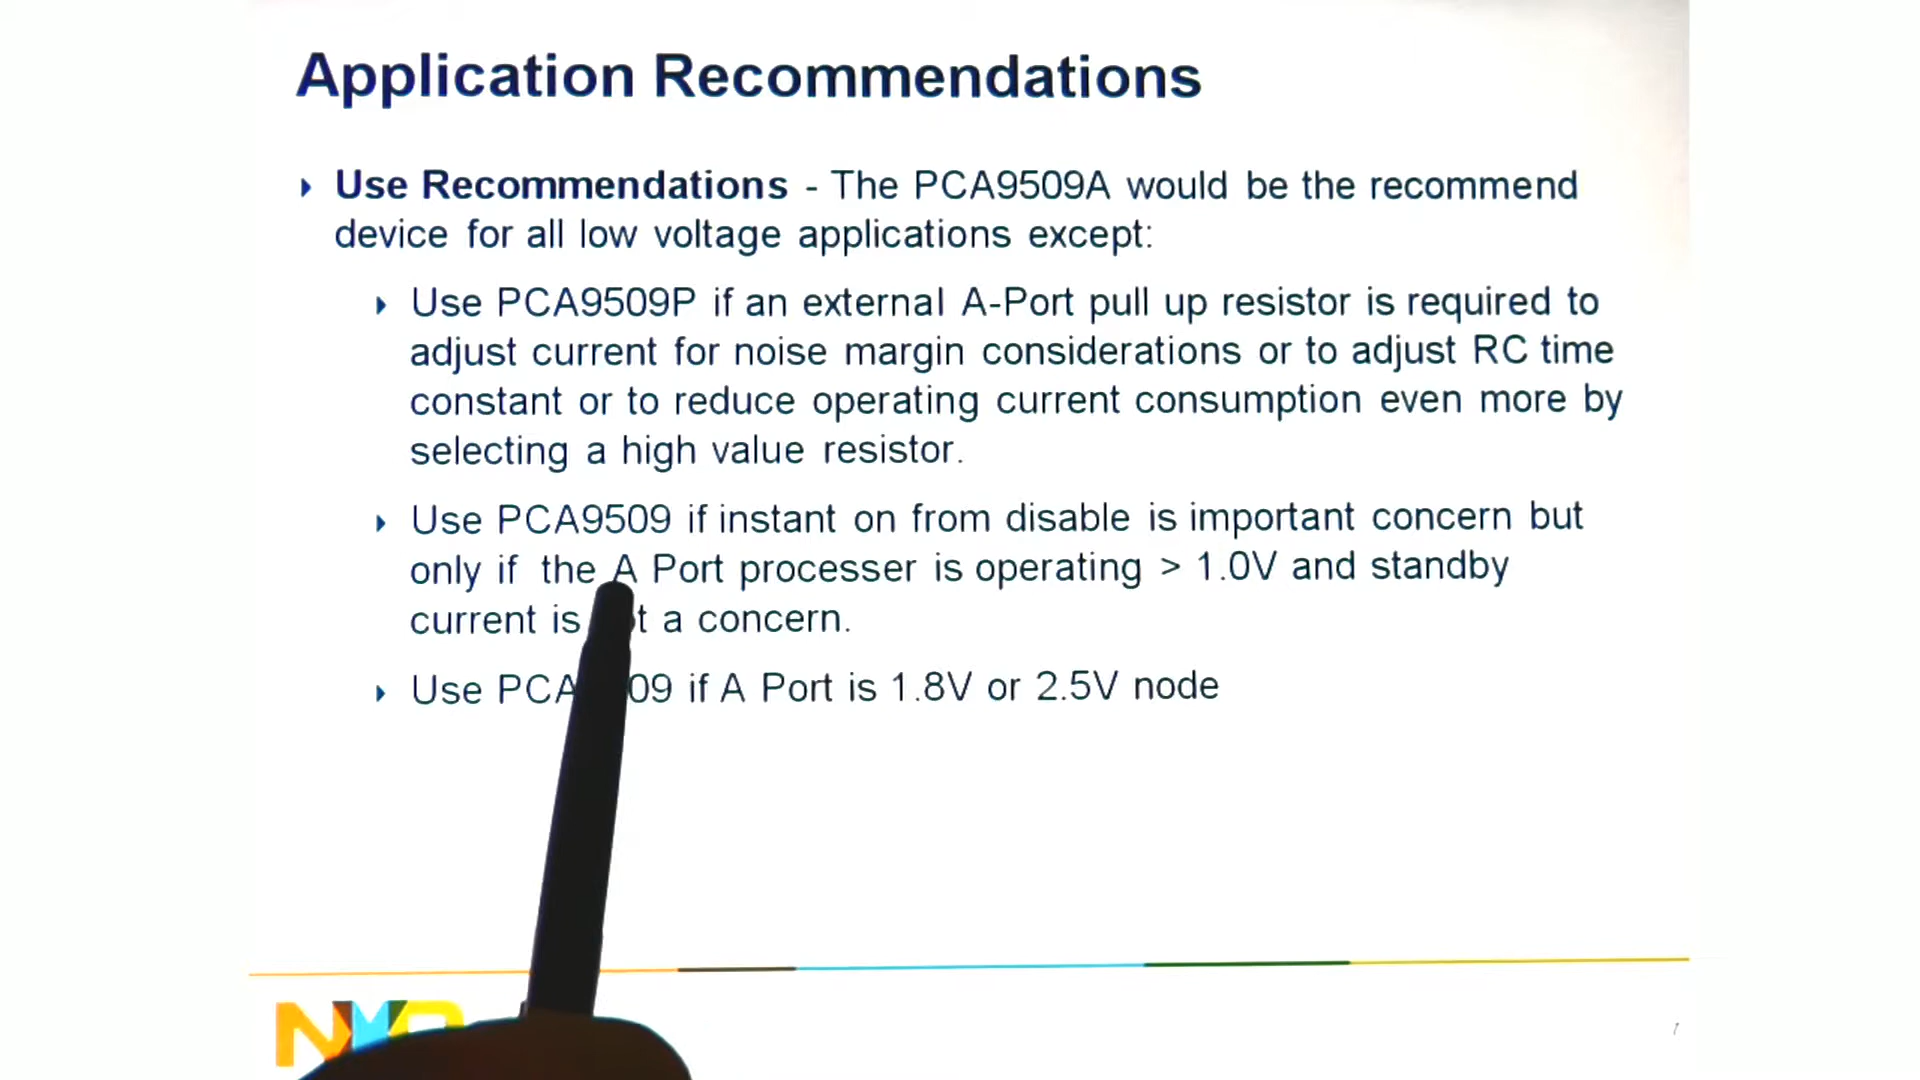 Application Recommendations
Use Recommendations - The PCA9509A would be the recommend
device for all low voltage applications except:
Use PCA9509P if an external A-Port pull up resistor is required to
adjust current for noise margin considerations or to adjust RC time
constant or to reduce operating current consumption even more by
selecting a high value resistor.
Use PCA9509 if instant on from disable is important concern but
only if the A Port processer is operating > 1.0V and standby
current is a concern.
Use if A Port is 1.8V or 2.5V node